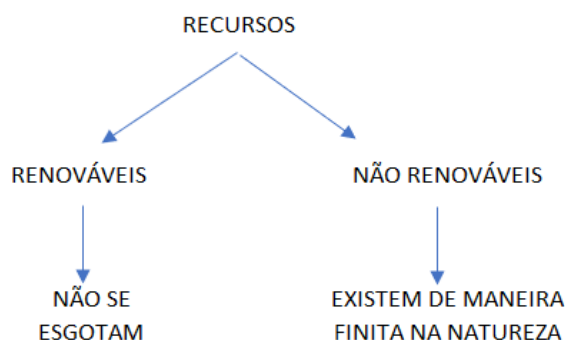 RECURSOS
RENOVÁVEIS
NÃO RENOVÁVEIS
NÃO SE
ESGOTAM
EXISTEM DE MANEIRA
FINITA NA NATUREZA